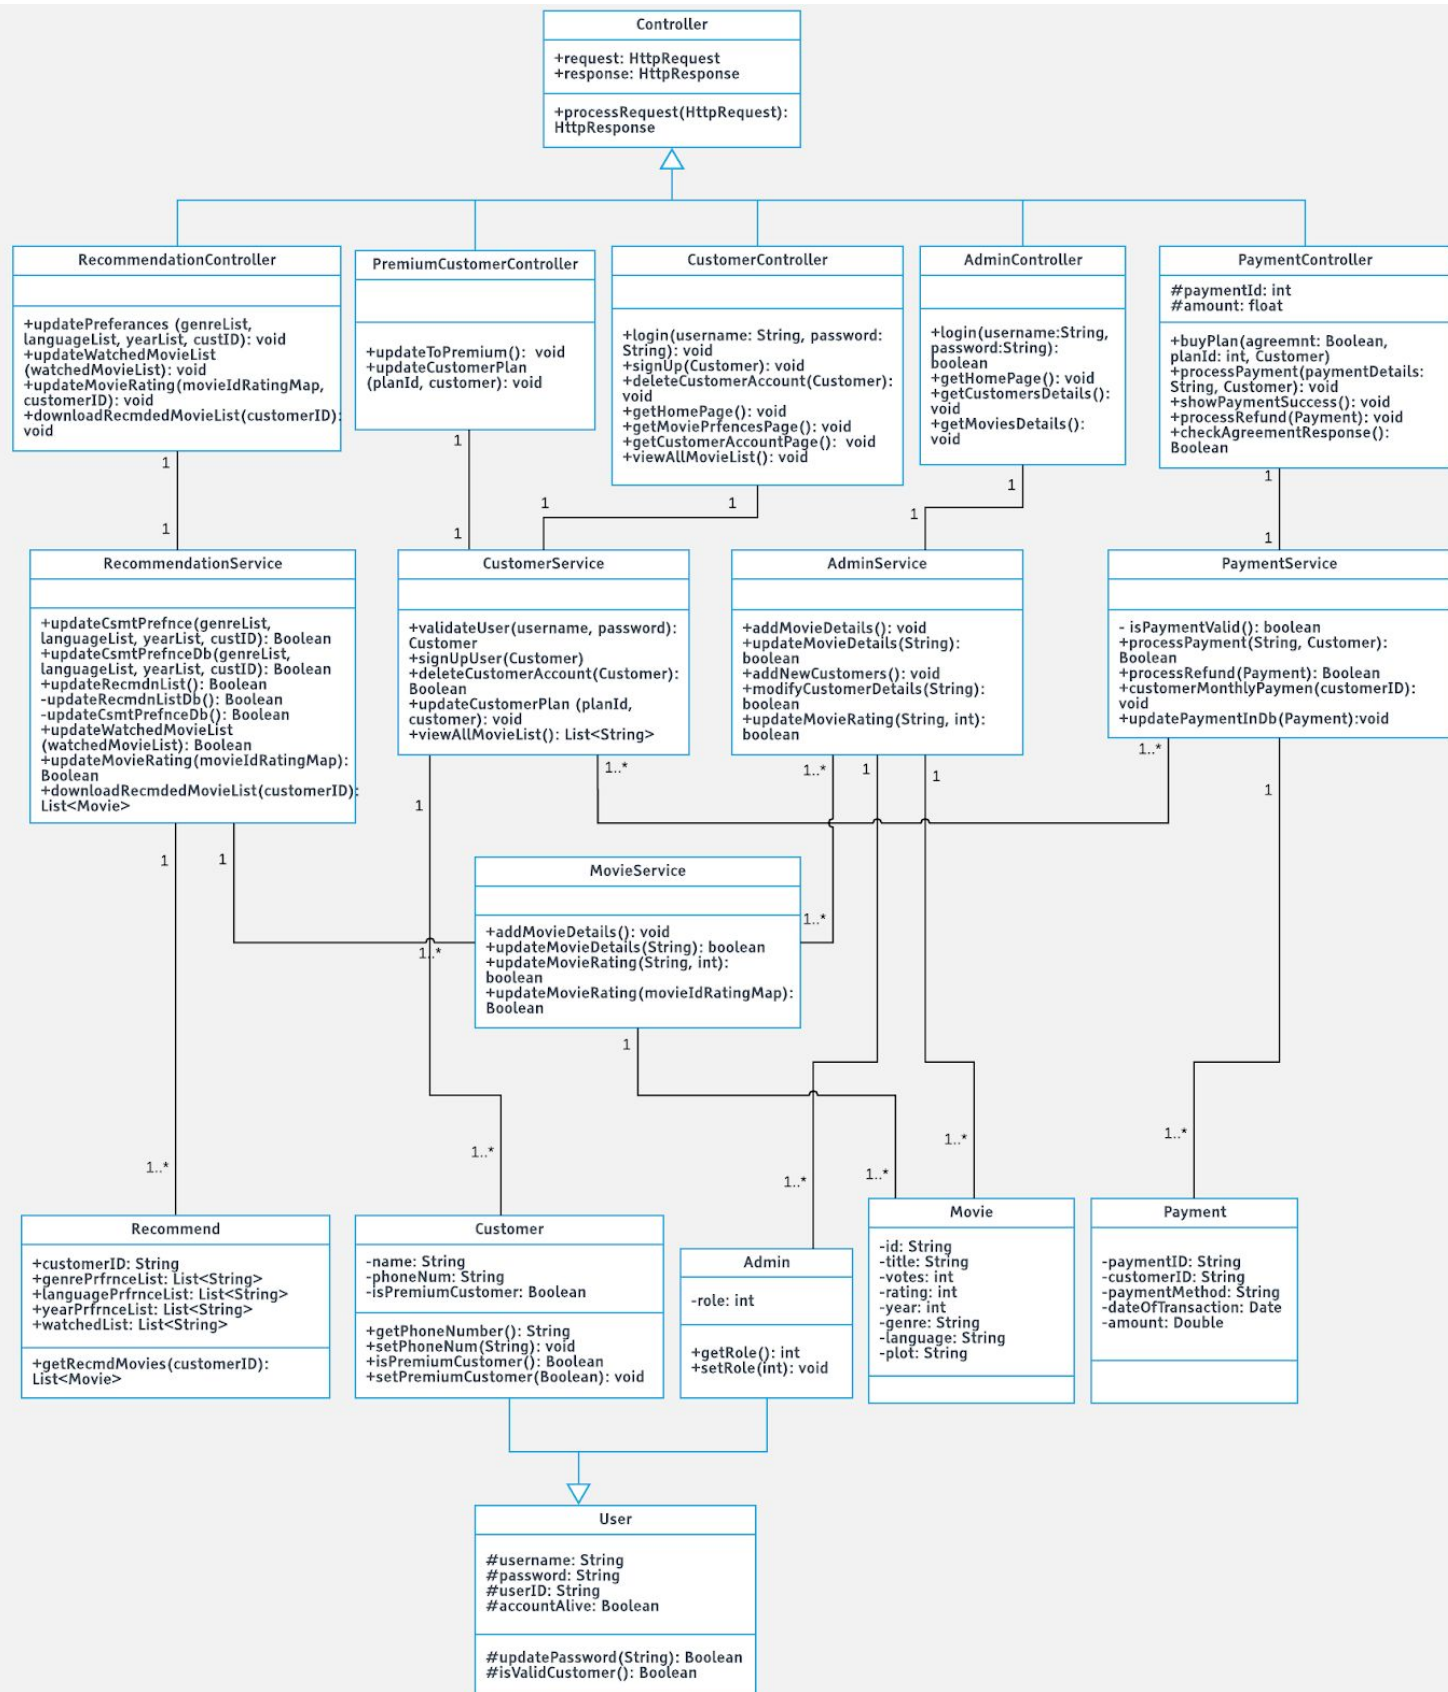 Controller
+request: HttpRequest
+response: HttpResponse
+processRequest(HttpRequest):
HttpResponse
RecommendationController
+updatePreferances (genreList,
languageList, yearList, custID): void
+updateWatchedMovieList
(watchedMovieList): void
+updateMovieRating(movieIdRatingMap,
customerID): void
+downloadRecmdedMovieList(customerID):
void
PremiumCustomerController
+updateToPremium(): void
+updateCustomerPlan
(planId, customer): void
CustomerController
+login(username: String, password:
String): void
+signUp(Customer): void
+deleteCustomerAccount(Customer):
void
+getHomePage(): void
+getMoviePrfencesPage(): void
+getCustomerAccountPage(): void
+viewAllMovieList(): void
AdminController
+login(username:String,
password:String):
boolean
+getHomePage(): void
+getCustomersDetails():
void
+getMoviesDetails():
void
PaymentController
#paymentId: int
#amount: float
+buyPlan(agreemnt: Boolean,
planId: int, Customer)
+processPayment(paymentDetails:
String, Customer): void
+showPaymentSuccess(): void
+processRefund(Payment): void
+checkAgreementResponse():
Boolean
1
1
1
1
1
1
1
1
1
1
RecommendationService
+updateCsmtPrefnce(genreList,
languageList, yearList, custID): Boolean
+updateCsmtPrefnceDb(genreList,
languageList, yearList, custID): Boolean
+updateRecmdnList(): Boolean
-updateRecmdnListDb(): Boolean
-updateCsmtPrefnceDb(): Boolean
+updateWatchedMovieList
(watchedMovieList): Boolean
+updateMovieRating(movieIdRatingMap):
Boolean
+downloadRecmdedMovieList(customerID):
List<Movie>
CustomerService
+validateUser(username, password):
Customer
+signUpUser(Customer)
+deleteCustomerAccount(Customer):
Boolean
+updateCustomerPlan (planId,
customer): void
+viewAllMovieList(): List<String>
AdminService
+addMovieDetails(): void
+updateMovieDetails(String):
boolean
+addNewCustomers(): void
+modifyCustomerDetails(String):
boolean
+updateMovieRating(String, int):
boolean
PaymentService
- isPaymentValid(): boolean
+processPayment(String, Customer):
Boolean
+processRefund(Payment): Boolean
+customerMonthlyPaymen(customerID):
void
+updatePaymentInDb(Payment):void
1..*
1..*
1
1
1..*
1
1
1
1
MovieService
+addMovieDetails(): void
+updateMovieDetails(String): boolean
+updateMovieRating(String, int):
boolean
+updateMovieRating(movieIdRatingMap):
Boolean
1..*
1..*
1
1..*
1..*
1..*
1..*
1..*
1..*
Recommend
+customerID: String
+genrePrfrnceList: List<String>
+languagePrfrnceList: List<String>
+yearPrfrnceList: List<String>
+watchedList: List<String>
+getRecmdMovies(customerID):
List<Movie>
Customer
-name: String
-phoneNum: String
-isPremiumCustomer: Boolean
+getPhoneNumber(): String
+setPhoneNum(String): void
+isPremiumCustomer(): Boolean
+setPremiumCustomer(Boolean): void
Admin
-role: int
+getRole(): int
+setRole(int): void
Movie
-id: String
-title: String
-votes: int
-rating: int
-year: int
-genre: String
-language: String
-plot: String
Payment
-paymentID: String
-customerID: String
-paymentMethod: String
-dateOfTransaction: Date
-amount: Double
User
#username: String
#password: String
#userID: String
#accountAlive: Boolean
#updatePassword(String): Boolean
#isValidCustomer(): Boolean